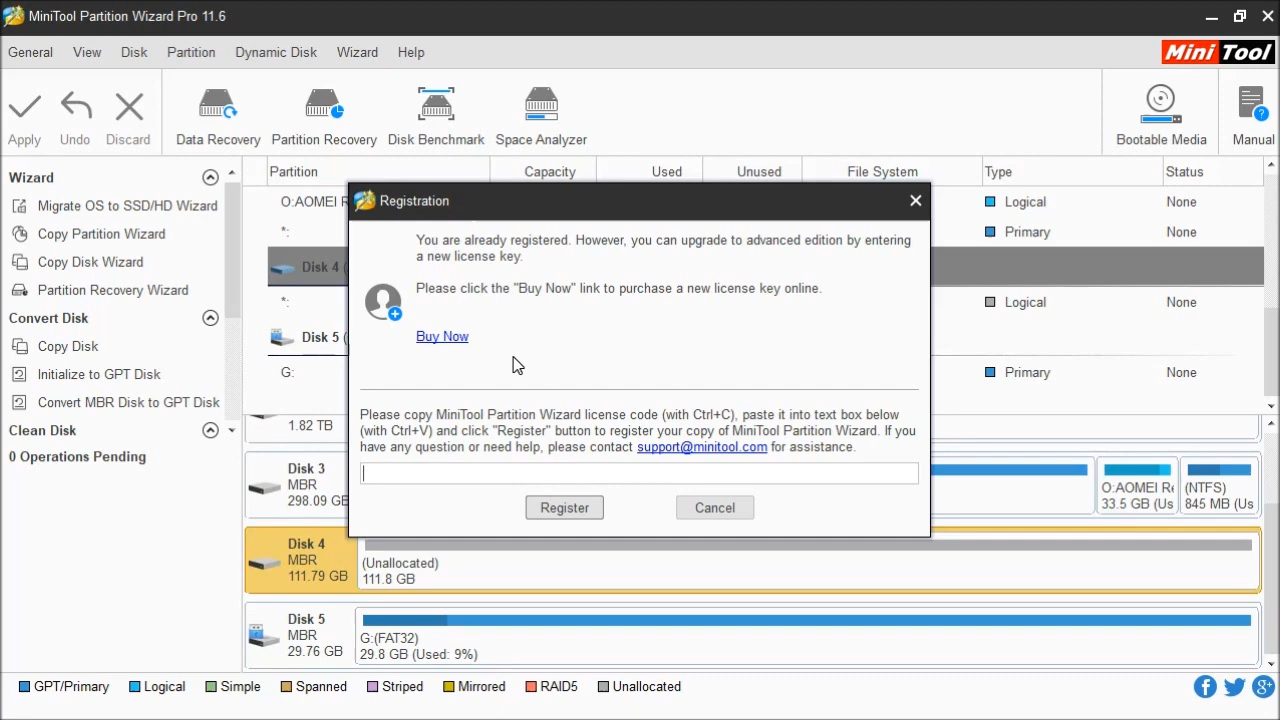 MiniTool Partition Wizard Pro 11.6
General View Disk Partition Dynamic Disk Wizard Help
Mini Tool
Apply Undo Discard Data Recovery Partition Recovery Disk Benchmark Space Analyzer Bootable Media Manual
Wizard
Migrate OS to SSD/HD Wizard
Copy Partition Wizard
Copy Disk Wizard
Partition Recovery Wizard
Convert Disk
Copy Disk
Initialize to GPT Disk
Convert MBR Disk to GPT Disk
Clean Disk
0 Operations Pending
Partition Capacity Used Unused File System Type Status
O:AOMEI R Logical None
*: Primary None
Disk 4 (
*: Logical None
Disk 5 (
G: Primary None
Registration
You are already registered. However, you can upgrade to advanced edition by entering
a new license key.
Please click the "Buy Now" link to purchase a new license key online.
Buy Now
Please copy MiniTool Partition Wizard license code (with Ctrl+C), paste it into text box below
(with Ctrl+V) and click "Register" button to register your copy of MiniTool Partition Wizard. If you
have any question or need help, please contact support@minitool.com for assistance.
Register Cancel
1.82 TB
Disk 3
MBR
298.09 GB
O:AOMEI Re
33.5 GB (Us
(NTFS)
845 MB (Us
Disk 4
MBR
111.79 GB
(Unallocated)
111.8 GB
Disk 5
MBR
29.76 GB
G:(FAT32)
29.8 GB (Used: 9%)
GPT/Primary Logical Simple Spanned Striped Mirrored RAID5 Unallocated